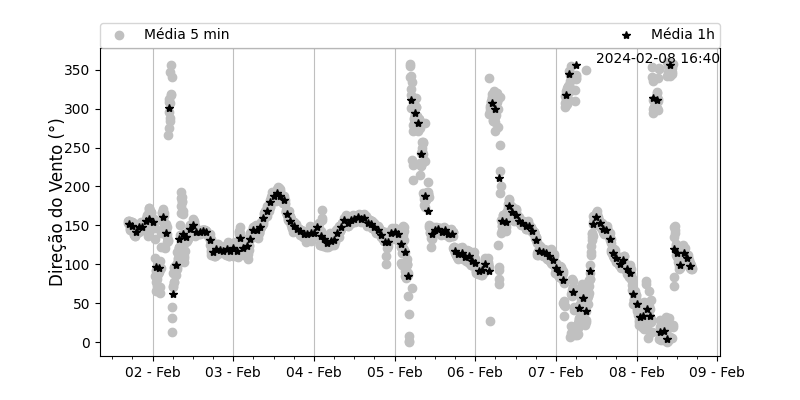 Média 5 min
Média 1h
2024-02-08 16:40
Direção do Vento (°)
350
300
250
200
150
100
50
0
02 - Feb
03 - Feb
04 - Feb
05 - Feb
06 - Feb
07 - Feb
08 - Feb
09 - Feb